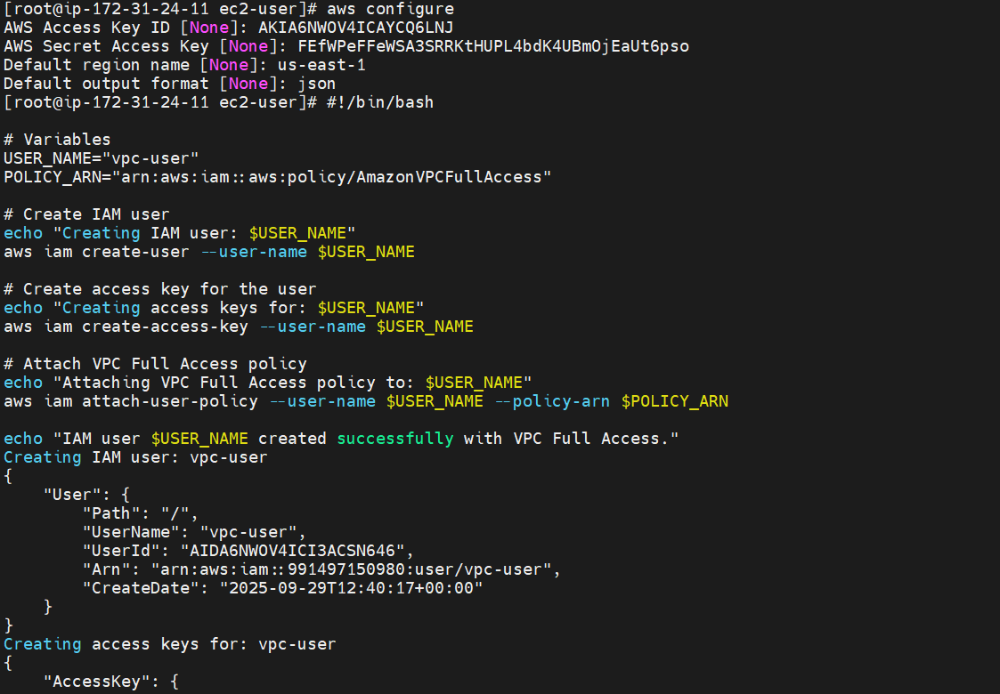 [root@ip-172-31-24-11 ec2-user]# aws configure
AWS Access Key ID [None]: AKIA6NWOV4ICAYCQ6LNJ
AWS Secret Access Key [None]: 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
Default region name [None]: us-east-1
Default output format [None]: json
[root@ip-172-31-24-11 ec2-user]# #!/bin/bash
# Variables
USER_NAME="vpc-user"
POLICY_ARN="arn:aws:iam::aws:policy/AmazonVPCFullAccess"
# Create IAM user
echo "Creating IAM user: $USER_NAME"
aws iam create-user --user-name $USER_NAME
# Create access key for the user
echo "Creating access keys for: $USER_NAME"
aws iam create-access-key --user-name $USER_NAME
# Attach VPC Full Access policy
echo "Attaching VPC Full Access policy to: $USER_NAME"
aws iam attach-user-policy --user-name $USER_NAME --policy-arn $POLICY_ARN
echo "IAM user $USER_NAME created successfully with VPC Full Access."
Creating IAM user: vpc-user
{
    "User": {
        "Path": "/",
        "UserName": "vpc-user",
        "UserId": "AIDA6NWOV4ICI3ACSN646",
        "Arn": "arn:aws:iam::991497150980:user/vpc-user",
        "CreateDate": "2025-09-29T12:40:17+00:00"
    }
}
Creating access keys for: vpc-user
{
    "AccessKey": {